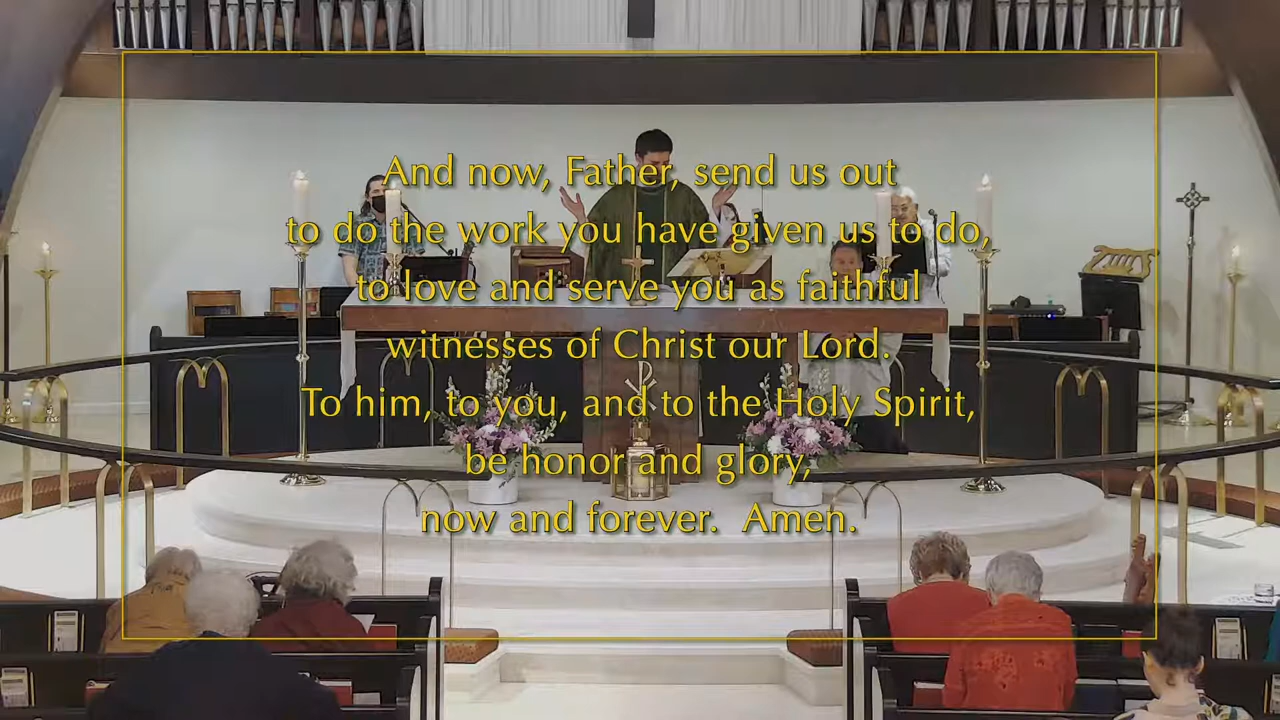 And now, Father, send us out
to do the work you have given us to do,
to love and serve you as faithful
witnesses of Christ our Lord.
To him, to you, and to the Holy Spirit,
be honor and glory,
now and forever.  Amen.